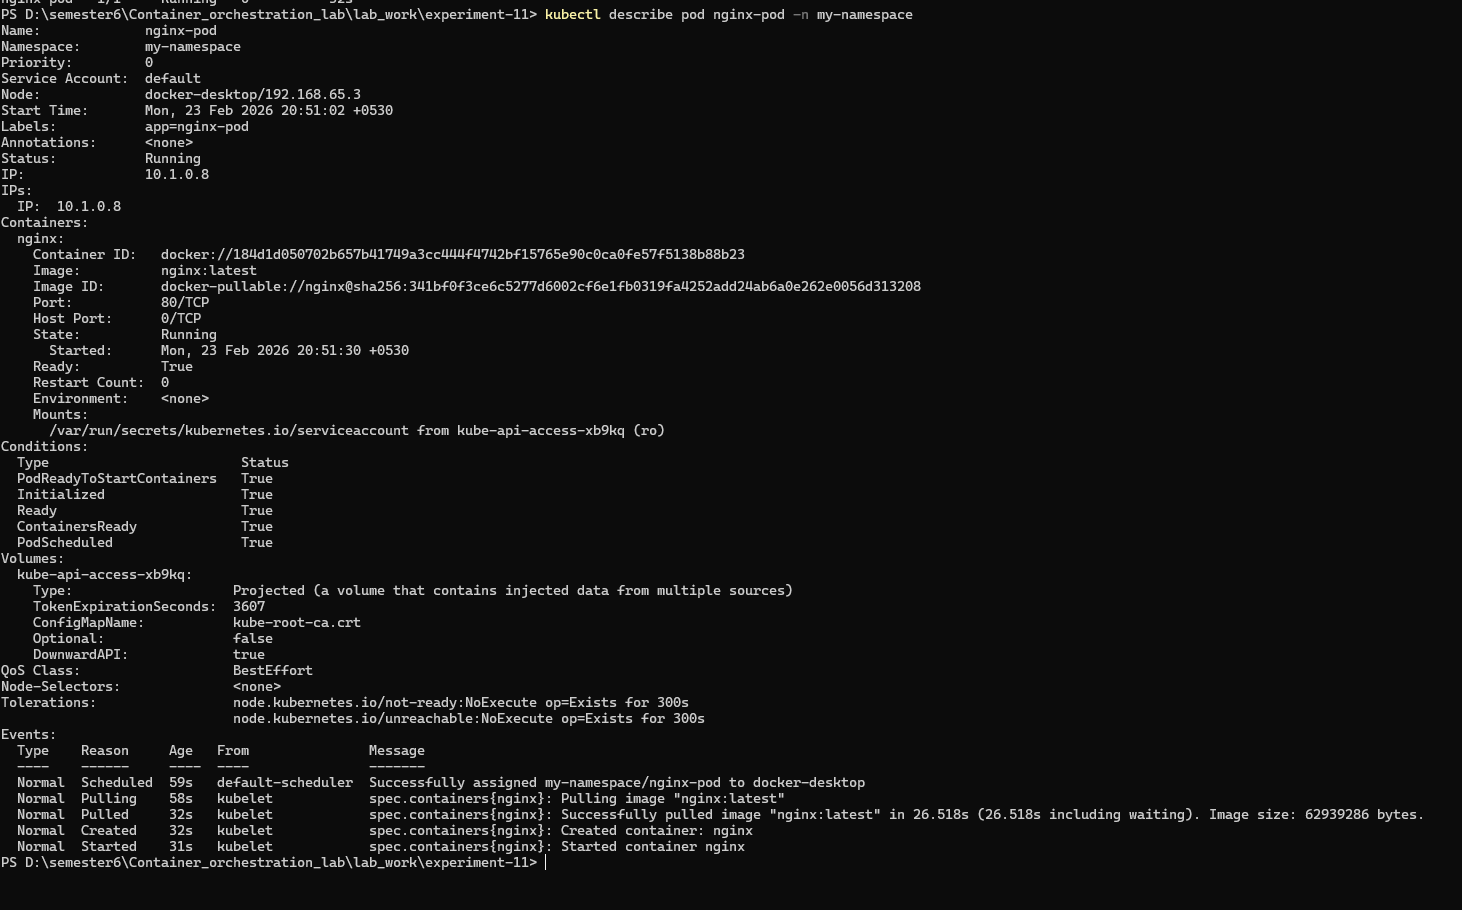 PS D:\semester6\Container_orchestration_lab\lab_work\experiment-11> kubectl describe pod nginx-pod -n my-namespace
Name:             nginx-pod
Namespace:        my-namespace
Priority:         0
Service Account:  default
Node:             docker-desktop/192.168.65.3
Start Time:       Mon, 23 Feb 2026 20:51:02 +0530
Labels:           app=nginx-pod
Annotations:      <none>
Status:           Running
IP:               10.1.0.8
IPs:
  IP:  10.1.0.8
Containers:
  nginx:
    Container ID:   docker://184d1d050702b657b41749a3cc444f4742bf15765e90c0ca0fe57f5138b88b23
    Image:          nginx:latest
    Image ID:       docker-pullable://nginx@sha256:341bf0f3ce6c5277d6002cf6e1fb0319fa4252add24ab6a0e262e0056d313208
    Port:           80/TCP
    Host Port:      0/TCP
    State:          Running
      Started:      Mon, 23 Feb 2026 20:51:30 +0530
    Ready:          True
    Restart Count:  0
    Environment:    <none>
    Mounts:
      /var/run/secrets/kubernetes.io/serviceaccount from kube-api-access-xb9kq (ro)
Conditions:
  Type                        Status
  PodReadyToStartContainers   True
  Initialized                 True
  Ready                       True
  ContainersReady             True
  PodScheduled                True
Volumes:
  kube-api-access-xb9kq:
    Type:                    Projected (a volume that contains injected data from multiple sources)
    TokenExpirationSeconds:  3607
    ConfigMapName:           kube-root-ca.crt
    Optional:                false
    DownwardAPI:             true
QoS Class:                   BestEffort
Node-Selectors:              <none>
Tolerations:                 node.kubernetes.io/not-ready:NoExecute op=Exists for 300s
                             node.kubernetes.io/unreachable:NoExecute op=Exists for 300s
Events:
  Type    Reason     Age   From               Message
  ----    ------     ----  ----               -------
  Normal  Scheduled  59s   default-scheduler  Successfully assigned my-namespace/nginx-pod to docker-desktop
  Normal  Pulling    58s   kubelet            spec.containers{nginx}: Pulling image "nginx:latest"
  Normal  Pulled     32s   kubelet            spec.containers{nginx}: Successfully pulled image "nginx:latest" in 26.518s (26.518s including waiting). Image size: 62939286 bytes.
  Normal  Created    32s   kubelet            spec.containers{nginx}: Created container: nginx
  Normal  Started    31s   kubelet            spec.containers{nginx}: Started container nginx
PS D:\semester6\Container_orchestration_lab\lab_work\experiment-11>